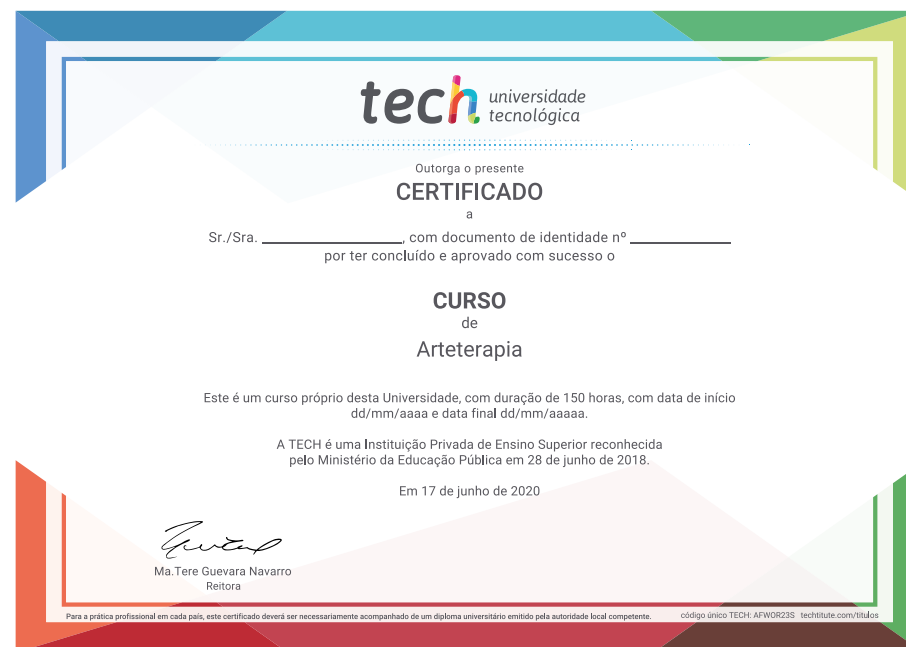 tech universidade
tecnológica
Outorga o presente
CERTIFICADO
a
Sr./Sra. , com documento de identidade nº
por ter concluído e aprovado com sucesso o
CURSO
de
Arteterapia
Este é um curso próprio desta Universidade, com duração de 150 horas, com data de início
dd/mm/aaaa e data final dd/mm/aaaaa.
A TECH é uma Instituição Privada de Ensino Superior reconhecida
pelo Ministério da Educação Pública em 28 de junho de 2018.
Em 17 de junho de 2020
Ma.Tere Guevara Navarro
Reitora
Para a prática profissional em cada país, este certificado deverá ser necessariamente acompanhado de um diploma universitário emitido pela autoridade local competente. código único TECH: AFWOR23S techtitute.com/titulos